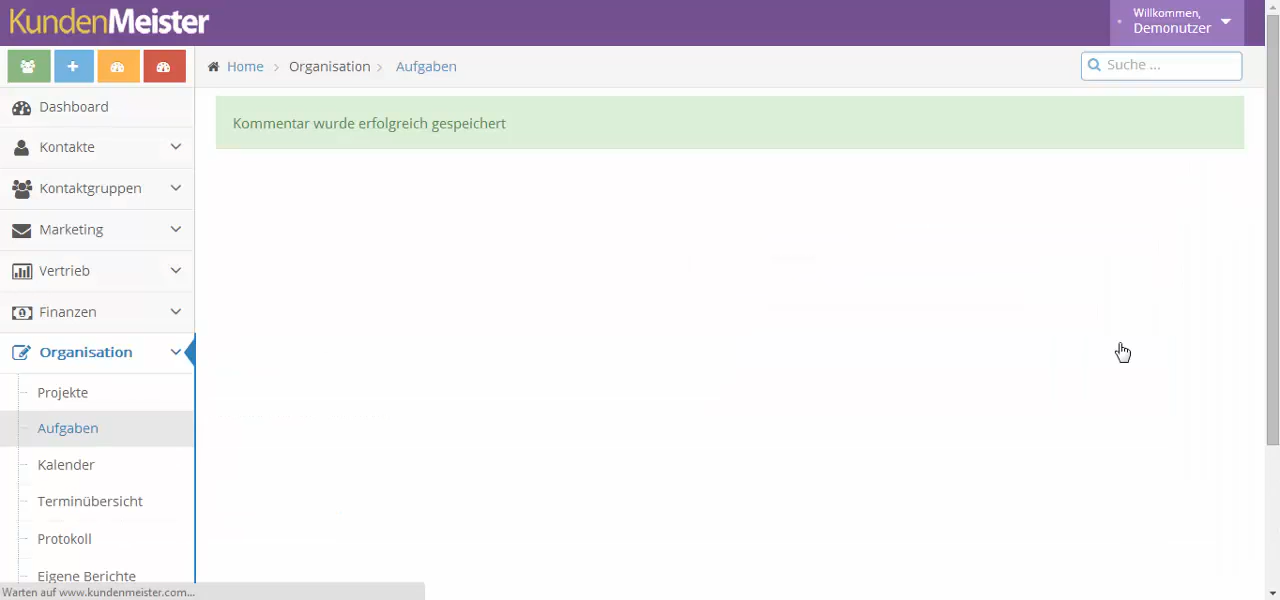 KundenMeister
Willkommen,
Demonutzer
Home
Organisation
Aufgaben
Suche ...
Dashboard
Kommentar wurde erfolgreich gespeichert
Kontakte
Kontaktgruppen
Marketing
Vertrieb
Finanzen
Organisation
Projekte
Aufgaben
Kalender
Terminübersicht
Protokoll
Eigene Berichte
Warten auf www.kundenmeister.com...